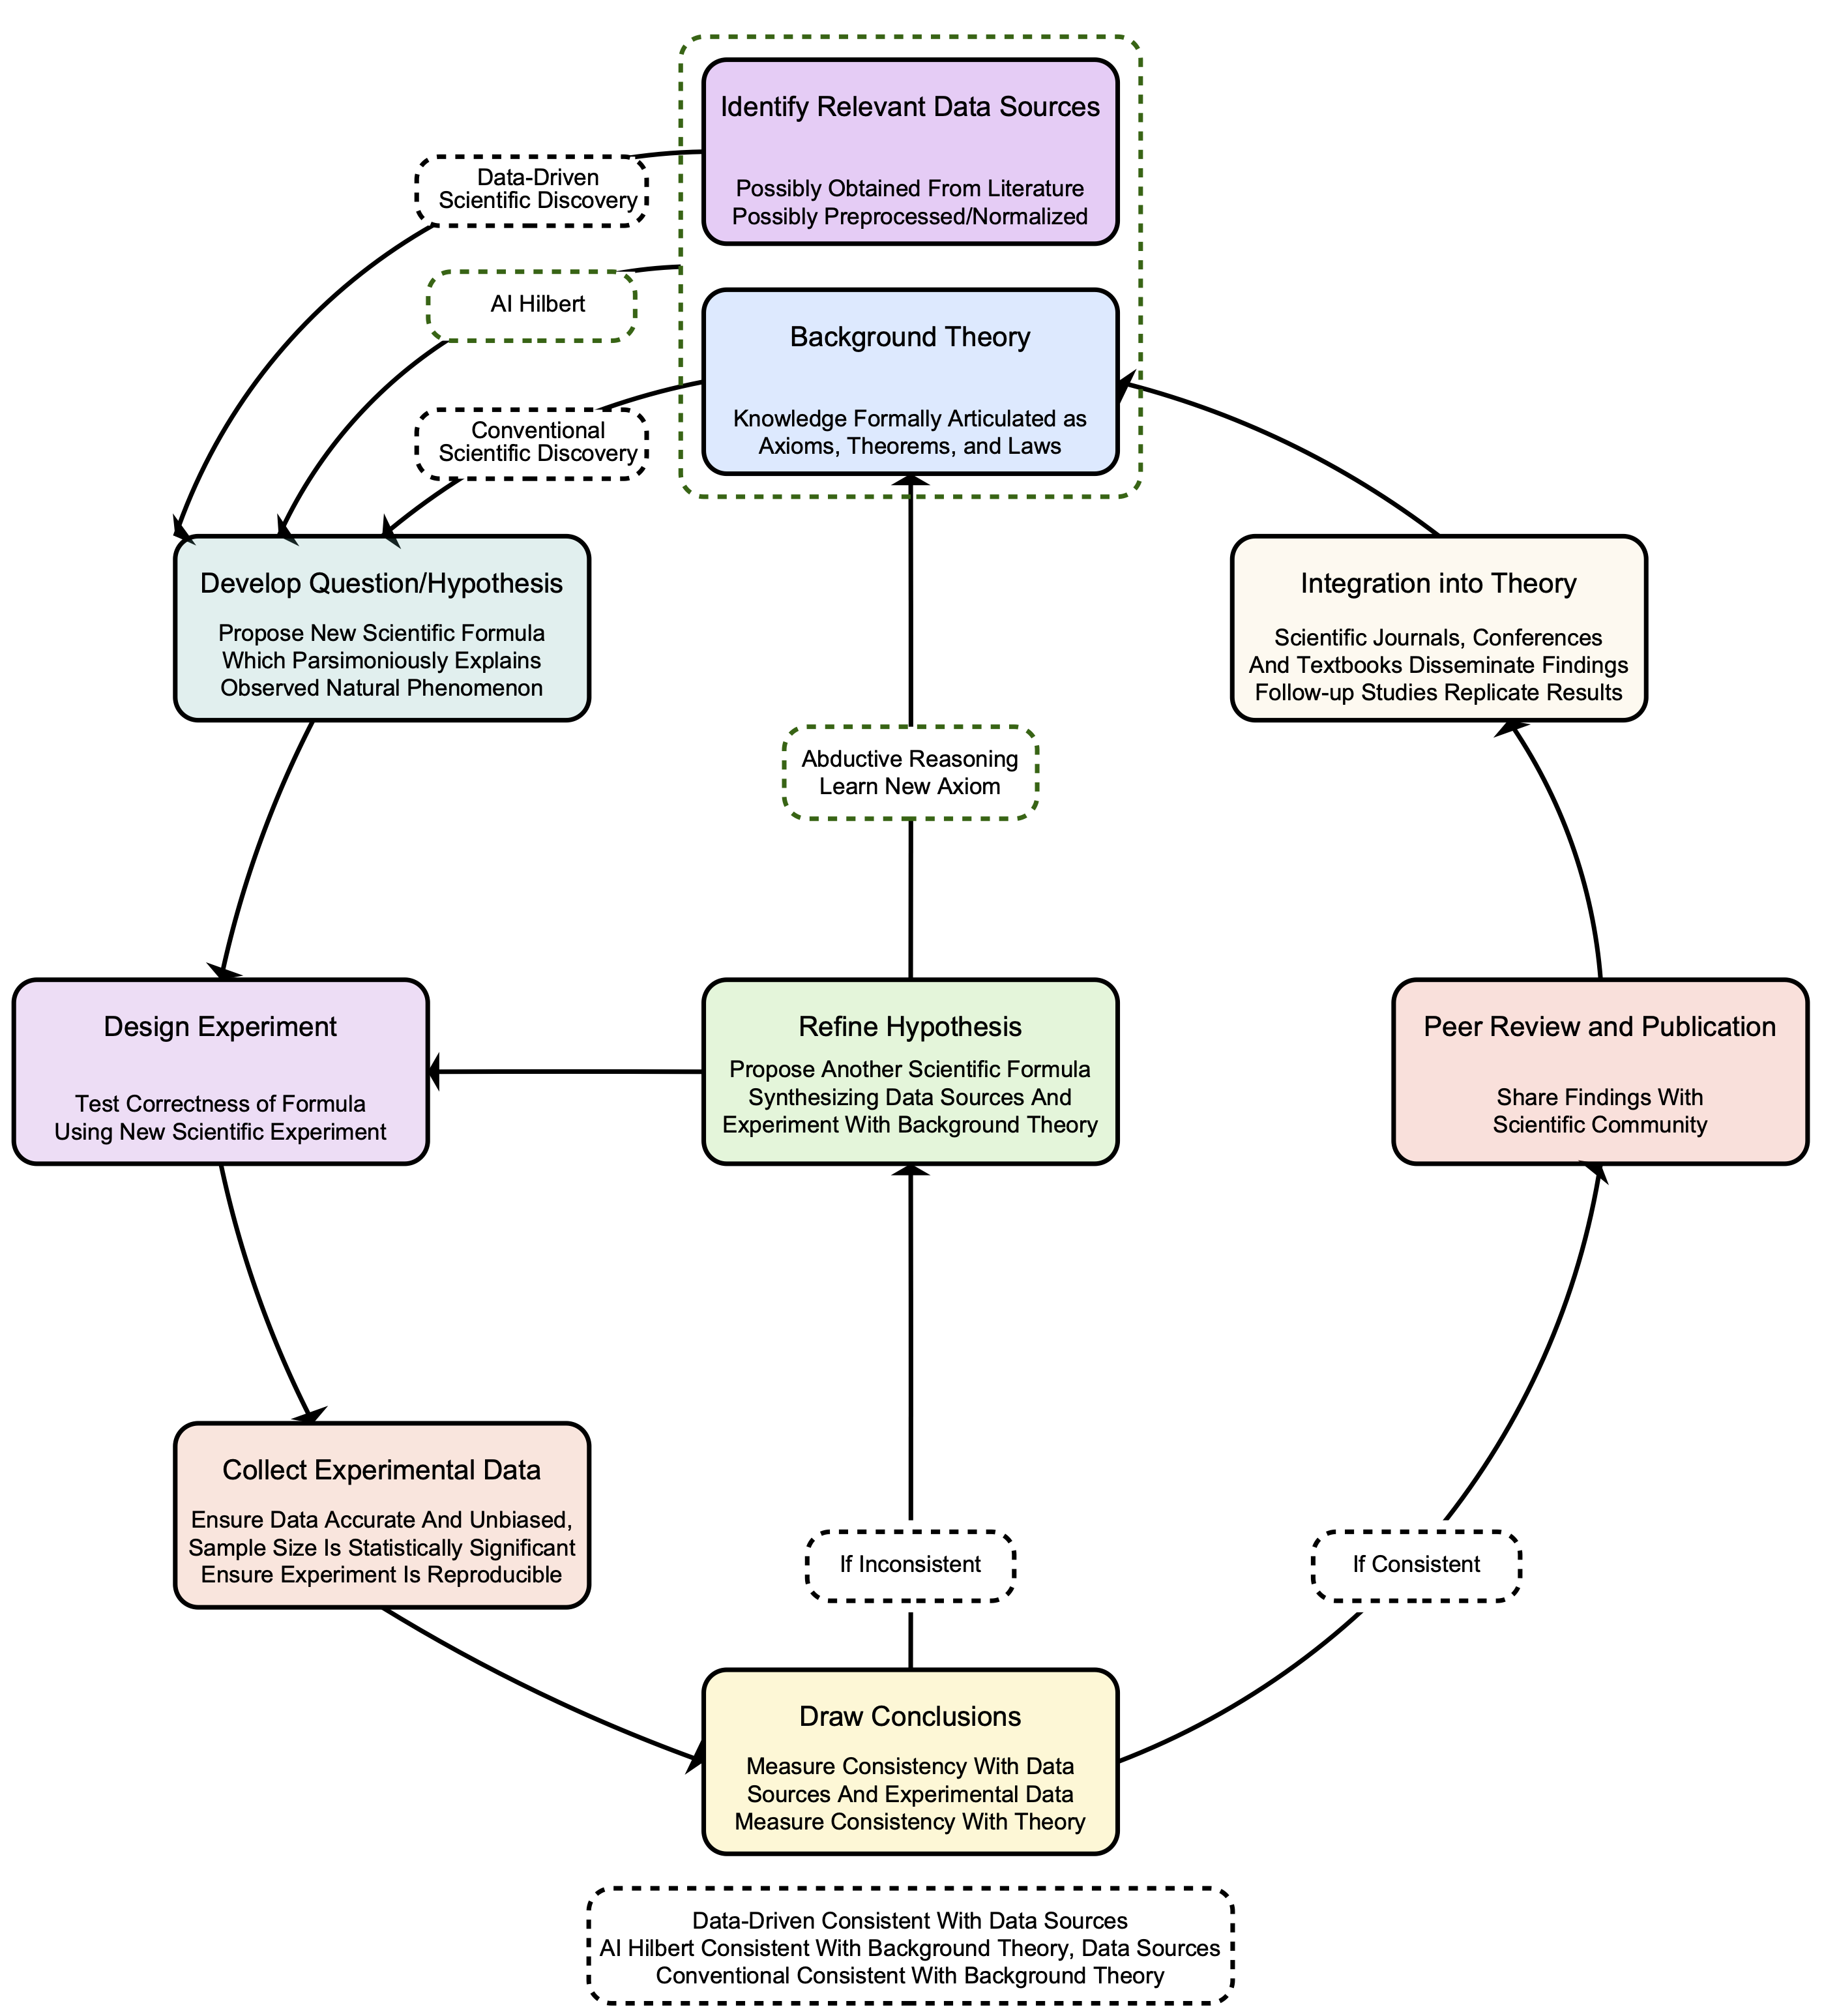 Identify Relevant Data Sources
Possibly Obtained From Literature
Possibly Preprocessed/Normalized
Data-Driven
Scientific Discovery
AI Hilbert
Background Theory
Knowledge Formally Articulated as
Axioms, Theorems, and Laws
Conventional
Scientific Discovery
Develop Question/Hypothesis
Propose New Scientific Formula
Which Parsimoniously Explains
Observed Natural Phenomenon
Integration into Theory
Scientific Journals, Conferences
And Textbooks Disseminate Findings
Follow-up Studies Replicate Results
Abductive Reasoning
Learn New Axiom
Design Experiment
Test Correctness of Formula
Using New Scientific Experiment
Refine Hypothesis
Propose Another Scientific Formula
Synthesizing Data Sources And
Experiment With Background Theory
Peer Review and Publication
Share Findings With
Scientific Community
Collect Experimental Data
Ensure Data Accurate And Unbiased,
Sample Size Is Statistically Significant
Ensure Experiment Is Reproducible
If Inconsistent
If Consistent
Draw Conclusions
Measure Consistency With Data
Sources And Experimental Data
Measure Consistency With Theory
Data-Driven Consistent With Data Sources
AI Hilbert Consistent With Background Theory, Data Sources
Conventional Consistent With Background Theory